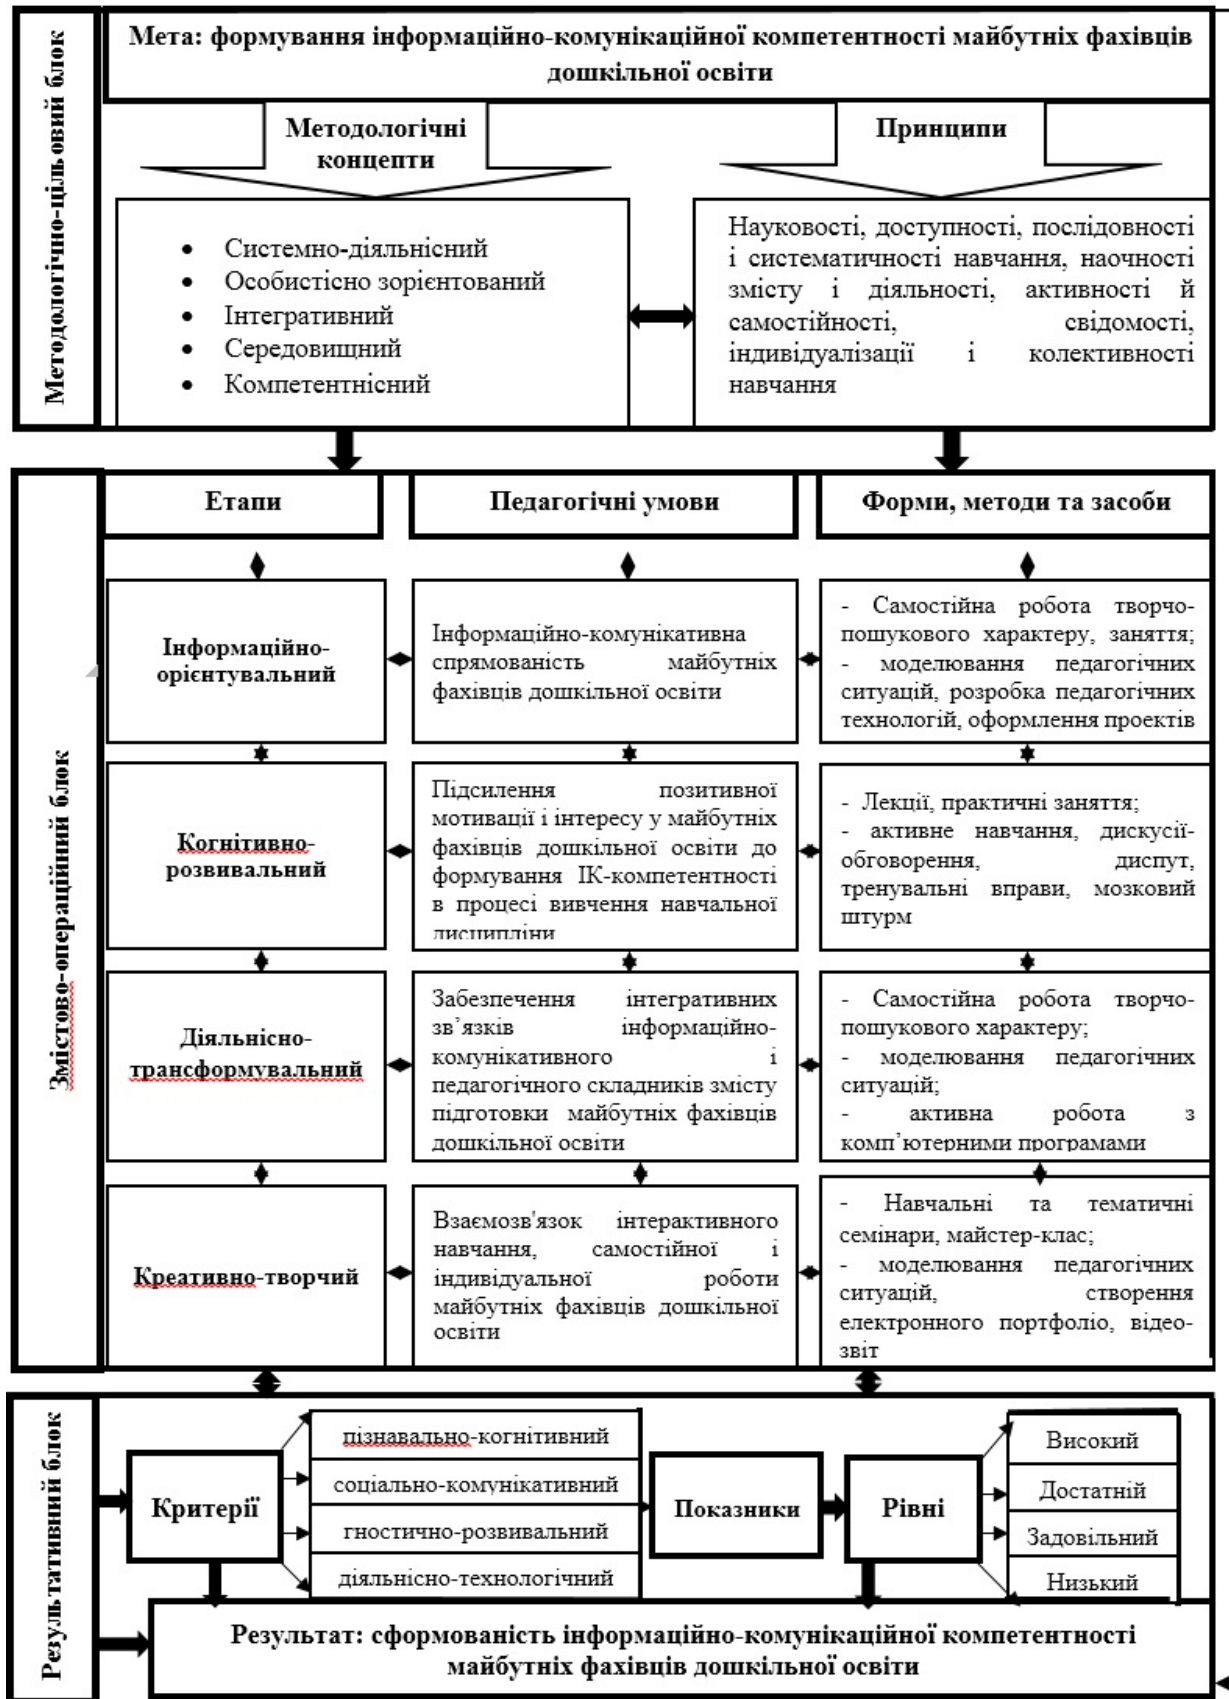 Методологічно-цільовий блок
Мета: формування інформаційно-комунікаційної компетентності майбутніх фахівців
дошкільної освіти
Методологічні
концепти
Принципи
• Системно-діяльнісний
• Особистісно зорієнтований
• Інтегративний
• Середовищний
• Компетентнісний
Науковості, доступності, послідовності
і систематичності навчання, наочності
змісту і діяльності, активності й
самостійності, свідомості,
індивідуалізації і колективності
навчання
Змістово-операційний блок
Етапи
Педагогічні умови
Форми, методи та засоби
Інформаційно-
орієнтувальний
Інформаційно-комунікативна
спрямованість майбутніх
фахівців дошкільної освіти
- Самостійна робота творчо-
пошукового характеру, заняття;
- моделювання педагогічних
ситуацій, розробка педагогічних
технологій, оформлення проектів
Когнітивно-
розвивальний
Підсилення позитивної
мотивації і інтересу у майбутніх
фахівців дошкільної освіти до
формування ІК-компетентності
в процесі вивчення навчальної
дисципліни
- Лекції, практичні заняття;
- активне навчання, дискусії-
обговорення, диспут,
тренувальні вправи, мозковий
штурм
Діяльнісно-
трансформувальний
Забезпечення інтегративних
зв’язків інформаційно-
комунікативного і
педагогічного складників змісту
підготовки майбутніх фахівців
дошкільної освіти
- Самостійна робота творчо-
пошукового характеру;
- моделювання педагогічних
ситуацій;
- активна робота з
комп’ютерними програмами
Креативно-творчий
Взаємозв'язок інтерактивного
навчання, самостійної і
індивідуальної роботи
майбутніх фахівців дошкільної
освіти
- Навчальні та тематичні
семінари, майстер-клас;
- моделювання педагогічних
ситуацій, створення
електронного портфоліо, відео-
звіт
Результативний блок
Критерії
пізнавально-когнітивний
соціально-комунікативний
гностично-розвивальний
діяльнісно-технологічний
Показники
Рівні
Високий
Достатній
Задовільний
Низький
Результат: сформованість інформаційно-комунікаційної компетентності
майбутніх фахівців дошкільної освіти